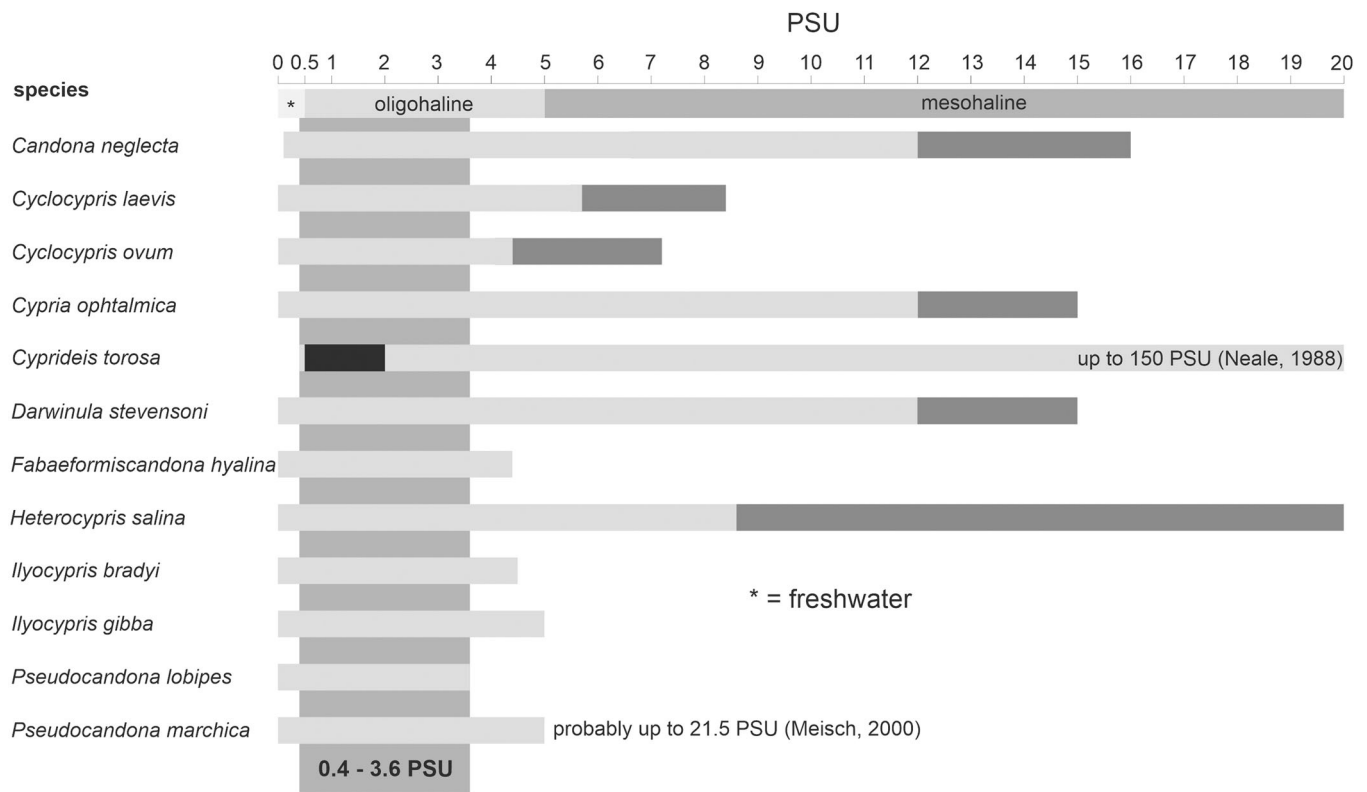 PSU
0 0.5 1 2 3 4 5 6 7 8 9 10 11 12 13 14 15 16 17 18 19 20
species
* oligohaline mesohaline
Candona neglecta
Cyclocypris laevis
Cyclocypris ovum
Cypria ophtalmica
Cyprideis torosa up to 150 PSU (Neale, 1988)
Darwinula stevensoni
Fabaeformiscandona hyalina
Heterocypris salina
Ilyocypris bradyi
* = freshwater
Ilyocypris gibba
Pseudocandona lobipes
Pseudocandona marchica probably up to 21.5 PSU (Meisch, 2000)
0.4 - 3.6 PSU